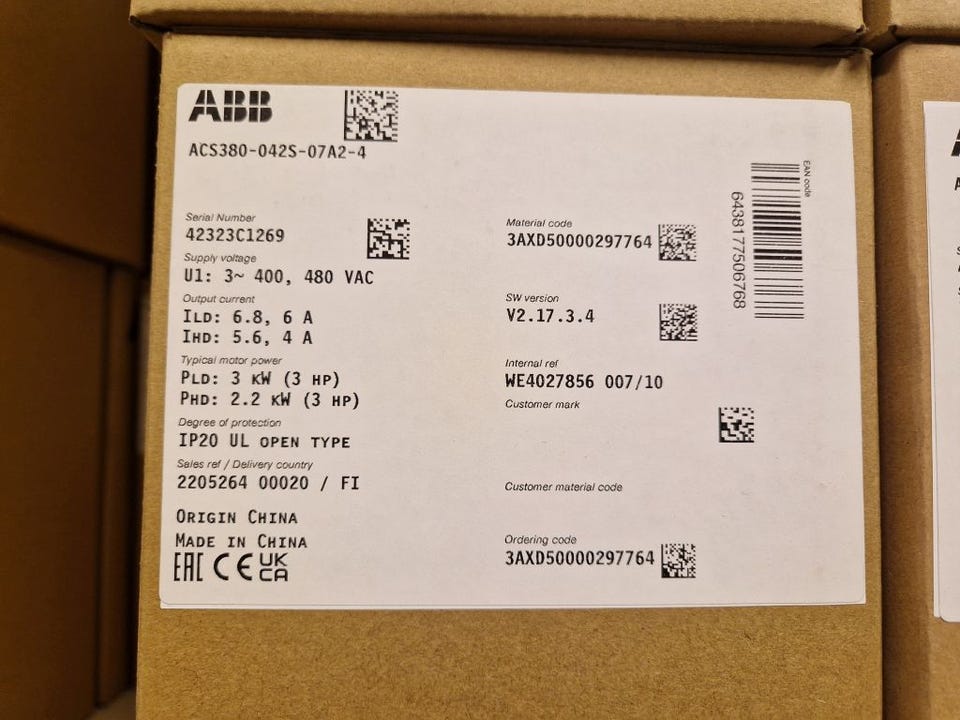 ABB
ACS380-042S-07A2-4
Serial Number
42323C1269
Supply voltage
U1: 3~ 400, 480 VAC
Output current
ILD: 6.8, 6 A
IHD: 5.6, 4 A
Typical motor power
PLD: 3 kW (3 HP)
PHD: 2.2 kW (3 HP)
Degree of protection
IP20 UL OPEN TYPE
Sales ref / Delivery country
2205264 00020 / FI
ORIGIN CHINA
MADE IN CHINA
EAC CE UK CA
Material code
3AXD50000297764
SW version
V2.17.3.4
Internal ref
WE4027856 007/10
Customer mark
Customer material code
Ordering code
3AXD50000297764
EAN code
6438177506768